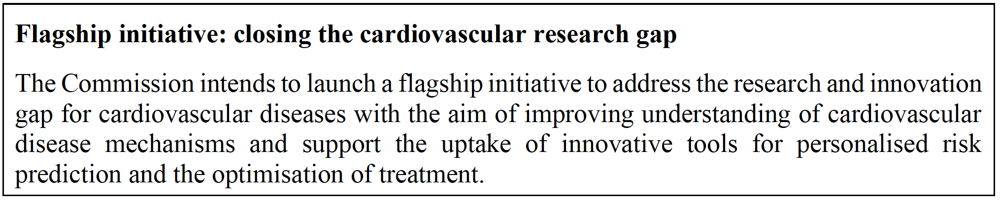 Flagship initiative: closing the cardiovascular research gap
The Commission intends to launch a flagship initiative to address the research and innovation
gap for cardiovascular diseases with the aim of improving understanding of cardiovascular
disease mechanisms and support the uptake of innovative tools for personalised risk
prediction and the optimisation of treatment.